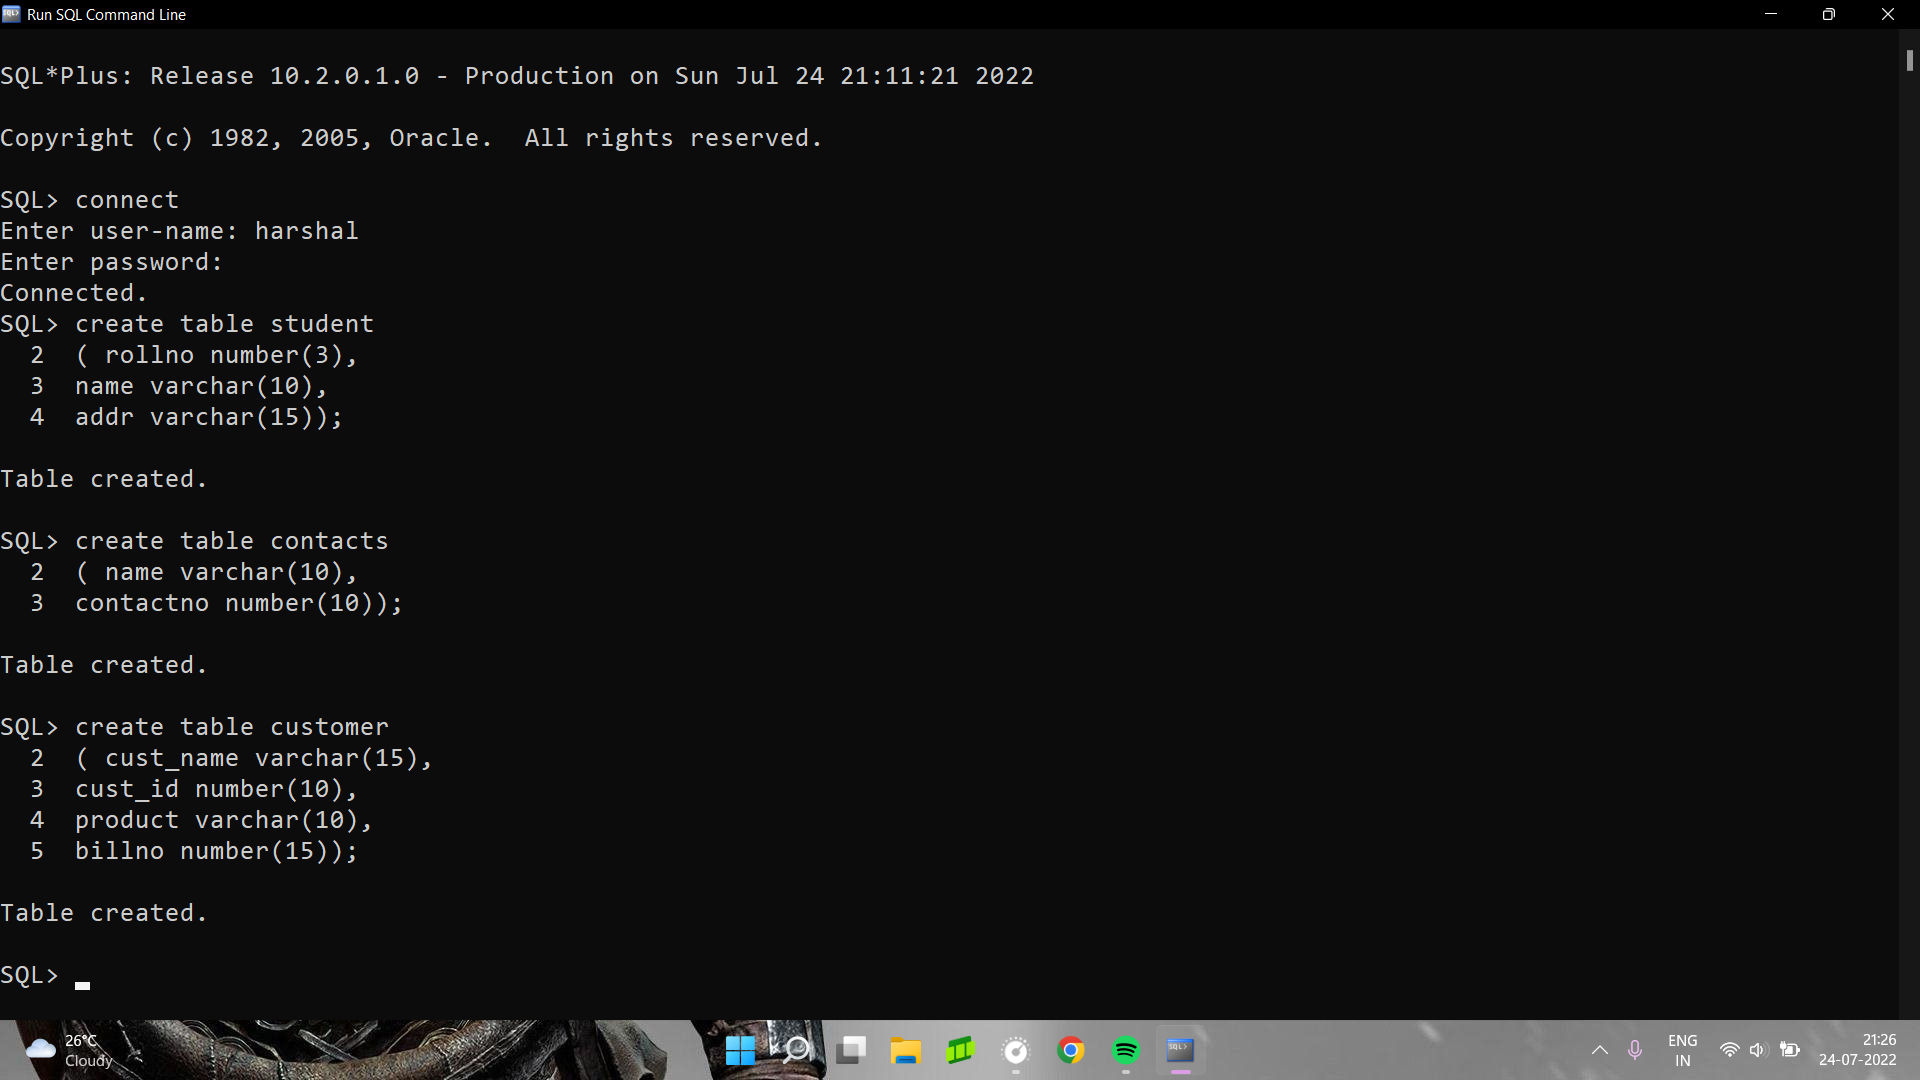 Run SQL Command Line
SQL*Plus: Release 10.2.0.1.0 - Production on Sun Jul 24 21:11:21 2022
Copyright (c) 1982, 2005, Oracle.  All rights reserved.
SQL> connect
Enter user-name: harshal
Enter password:
Connected.
SQL> create table student
  2  ( rollno number(3),
  3  name varchar(10),
  4  addr varchar(15));
Table created.
SQL> create table contacts
  2  ( name varchar(10),
  3  contactno number(10));
Table created.
SQL> create table customer
  2  ( cust_name varchar(15),
  3  cust_id number(10),
  4  product varchar(10),
  5  billno number(15));
Table created.
SQL>
26°C
Cloudy
SQL>
ENG
IN
21:26
24-07-2022